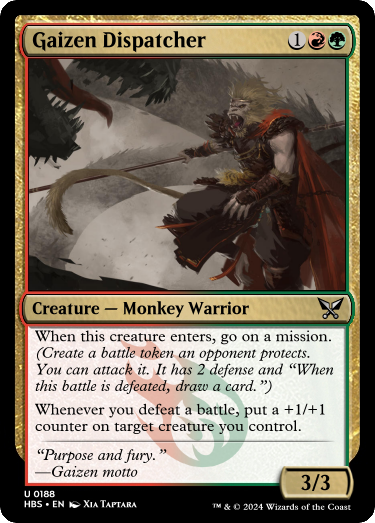 Gaizen Dispatcher 1
Creature — Monkey Warrior
When this creature enters, go on a mission.
(Create a battle token an opponent protects.
You can attack it. It has 2 defense and “When
this battle is defeated, draw a card.”)
Whenever you defeat a battle, put a +1/+1
counter on target creature you control.
“Purpose and fury.”
—Gaizen motto
3/3
U 0188
HBS • EN Xia Taptara
™ & © 2024 Wizards of the Coast